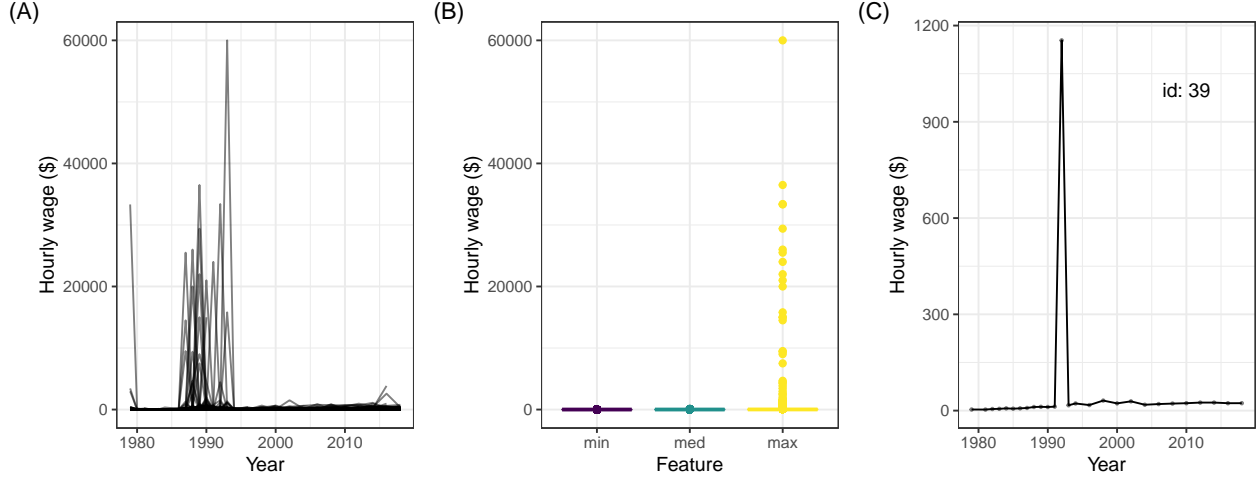 (A)
Hourly wage ($)
60000
40000
20000
0
1980 1990 2000 2010
Year
(B)
Hourly wage ($)
60000
40000
20000
0
min med max
Feature
(C)
Hourly wage ($)
1200
900
600
300
0
id: 39
1980 1990 2000 2010
Year